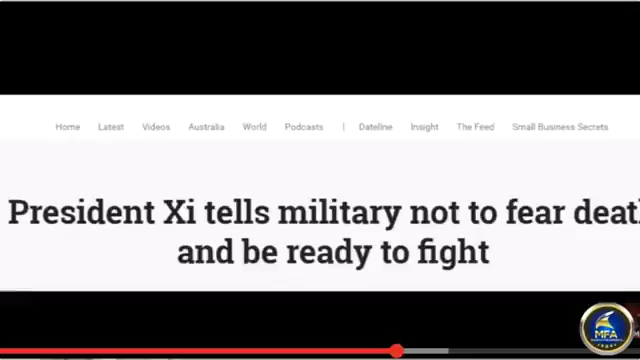 Home Latest Videos Australia World Podcasts | Dateline Insight The Feed Small Business Secrets
President Xi tells military not to fear deat
and be ready to fight
MFA